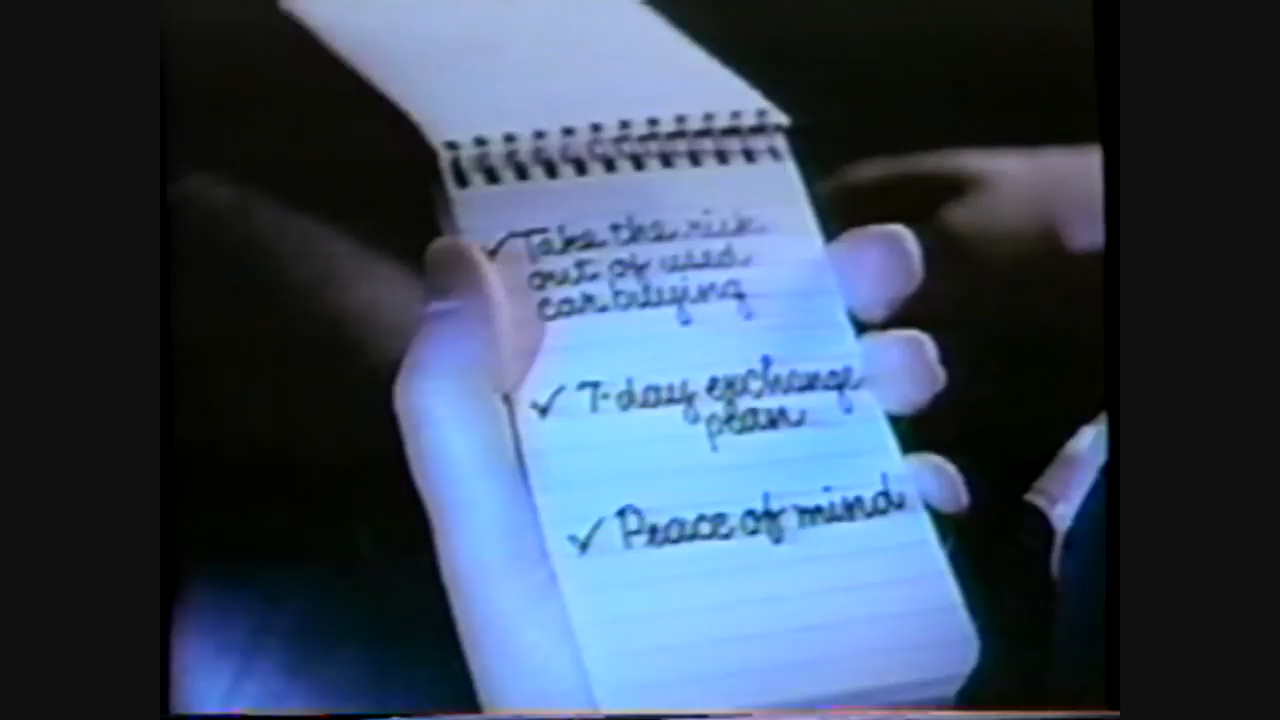 ✓ Take the risk
out of used
car buying
✓ 7-day exchange
plan
✓ Peace of mind